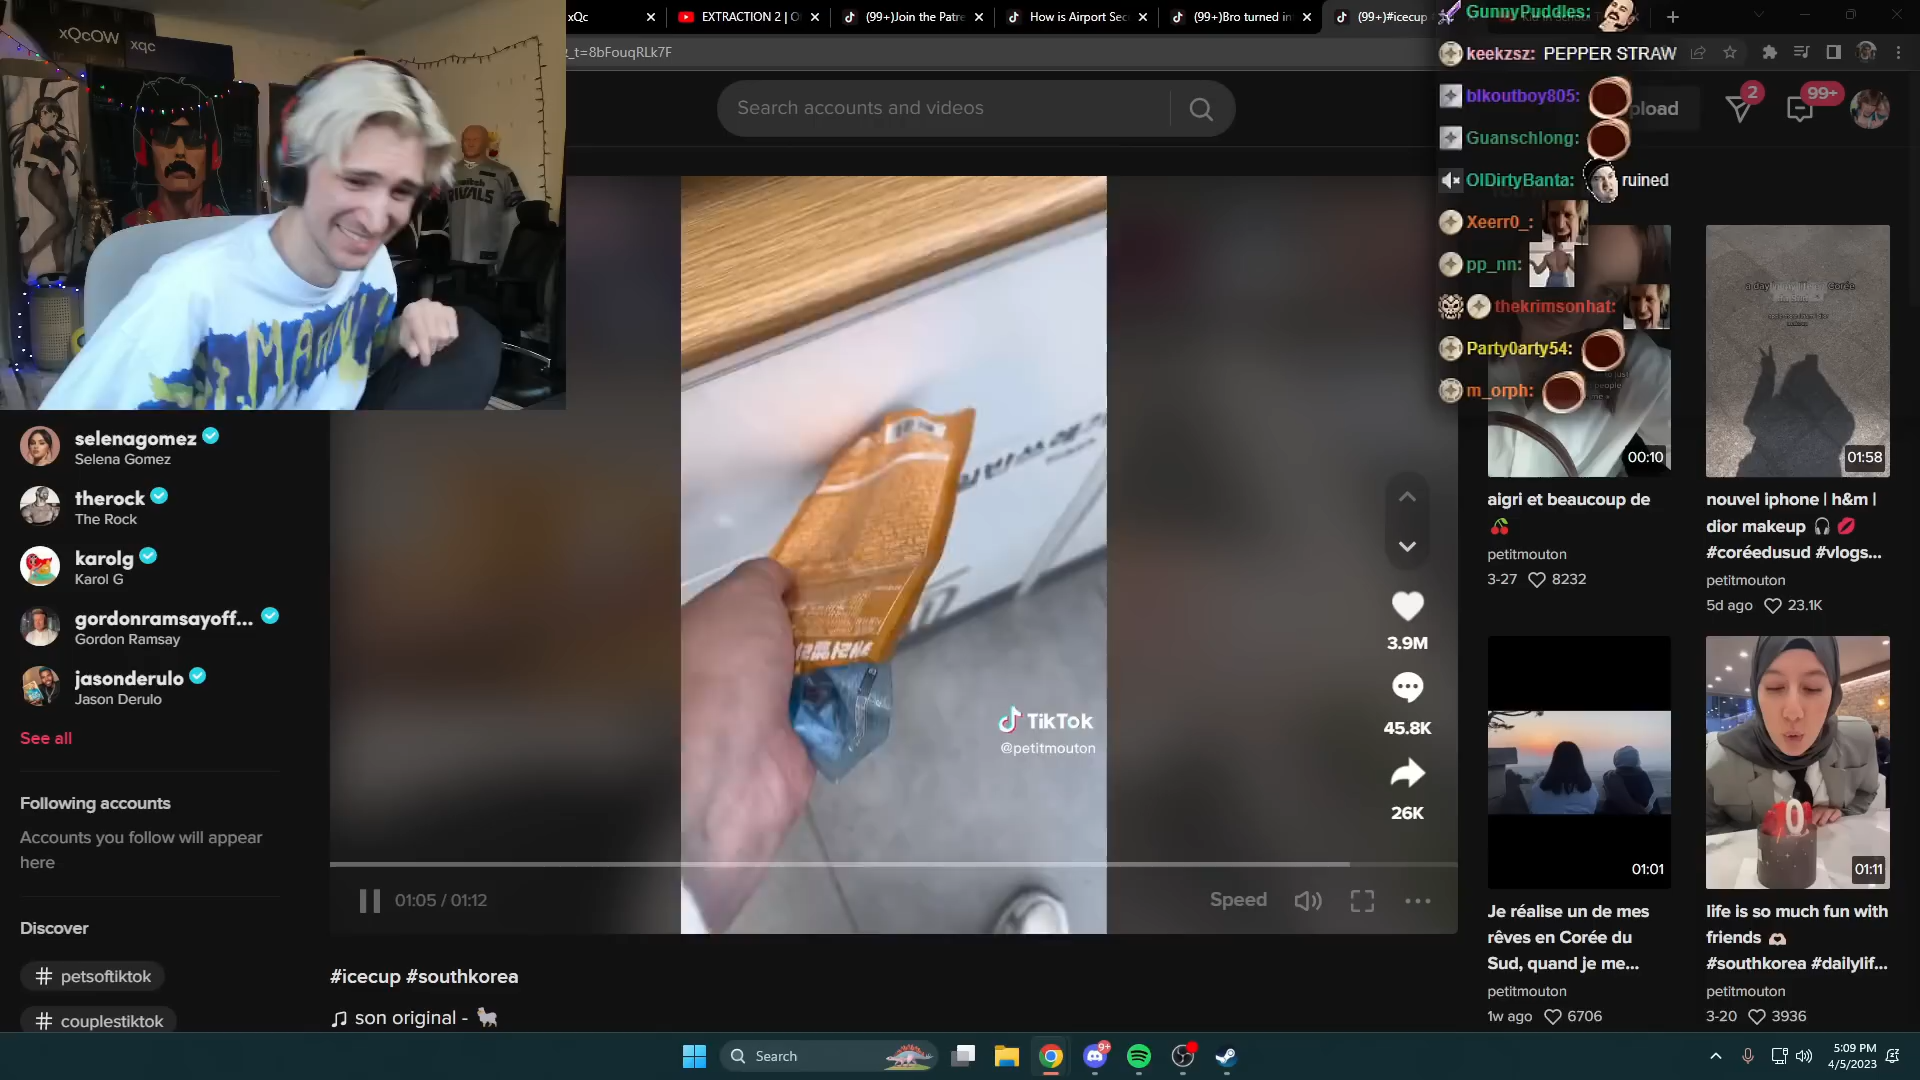 xQcOW
xqc
twitch
RIVALS
xQc
EXTRACTION 2 | O
(99+)Join the Patre
How is Airport Sec
(99+)Bro turned in
(99+)#icecup
_t=8bFouqRLk7F
Search accounts and videos
pload
2
99+
GunnyPuddles:
keekzsz: PEPPER STRAW
blkoutboy805:
Guanschlong:
OlDirtyBanta: ruined
Xeerr0_:
pp_nn:
thekrimsonhat:
Party0arty54:
m_orph:
selenagomez
Selena Gomez
therock
The Rock
karolg
Karol G
gordonramsayoff...
Gordon Ramsay
jasonderulo
Jason Derulo
See all
Following accounts
Accounts you follow will appear
here
Discover
# petsoftiktok
# couplestiktok
TikTok
@petitmouton
3.9M
45.8K
26K
01:05 / 01:12
Speed
#icecup #southkorea
son original -
00:10
aigri et beaucoup de
🍒
petitmouton
3-27 8232
01:58
nouvel iphone | h&m |
dior makeup 🎧 💋
#coréedusud #vlogs...
petitmouton
5d ago 23.1K
01:01
Je réalise un de mes
rêves en Corée du
Sud, quand je me...
petitmouton
1w ago 6706
01:11
life is so much fun with
friends 🫶🏻
#southkorea #dailylif...
petitmouton
3-20 3936
Search
9+
5:09 PM
4/5/2023